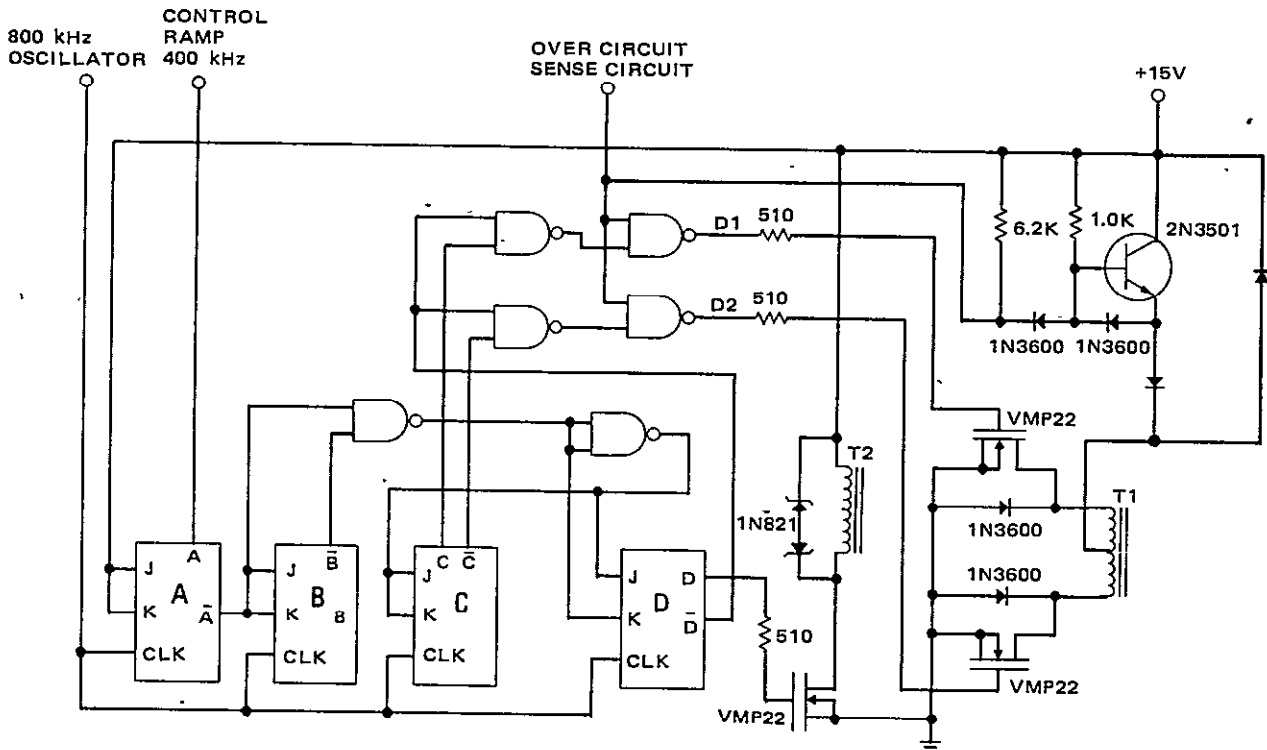 800 kHz
OSCILLATOR
CONTROL
RAMP
400 kHz
OVER CIRCUIT
SENSE CIRCUIT
+15V
D1
510
6.2K
1.0K
2N3501
D2
510
1N3600
1N3600
VMP22
T2
1N821
T1
1N3600
1N3600
J
A
A
K
A̅
CLK
J
B̅
B
K
B
CLK
C
C̅
J
C
K
CLK
J
D
D
K
D̅
CLK
510
VMP22
VMP22